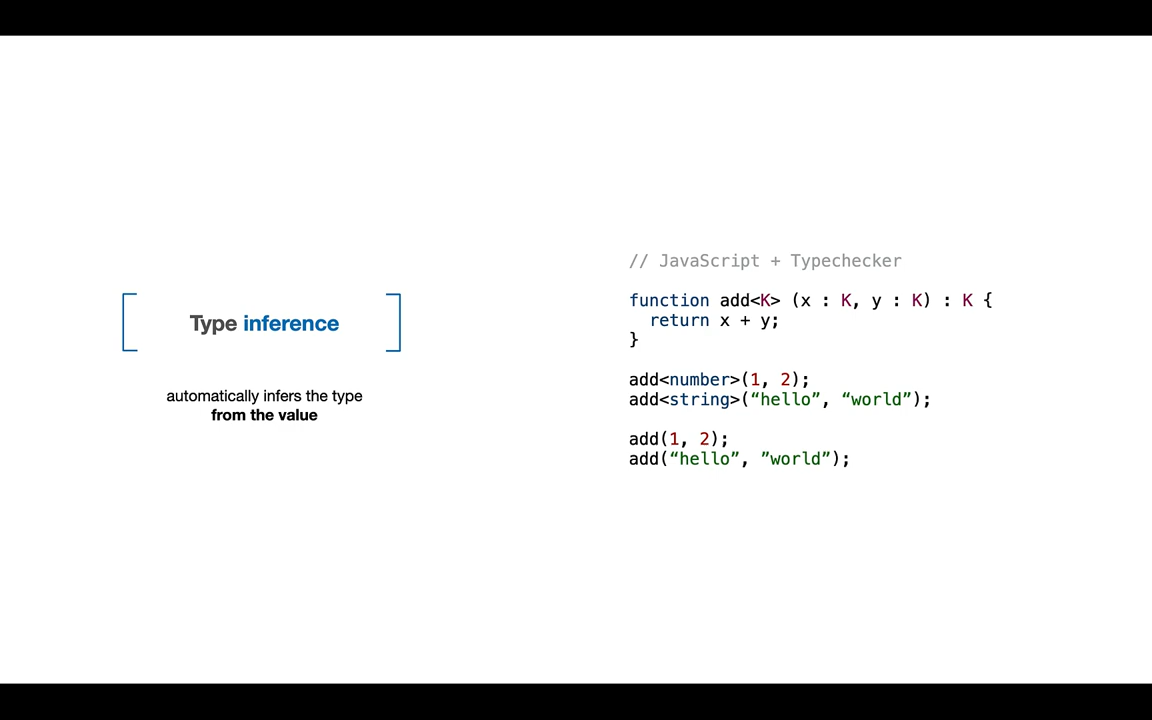 Type inference
automatically infers the type
from the value
// JavaScript + Typechecker
function add<K> (x : K, y : K) : K {
  return x + y;
}
add<number>(1, 2);
add<string>(“hello”, “world”);
add(1, 2);
add(“hello”, ”world”);